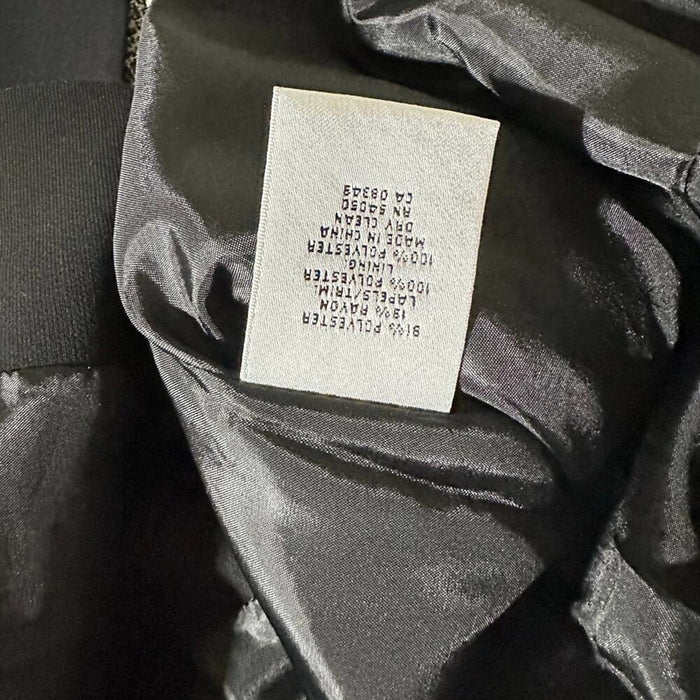 81% POLYESTER
19% RAYON
LAPELS/TRIM,
100% POLYESTER
LINING,
100% POLYESTER
MADE IN CHINA
DRY CLEAN
RN 54050
CA 08349